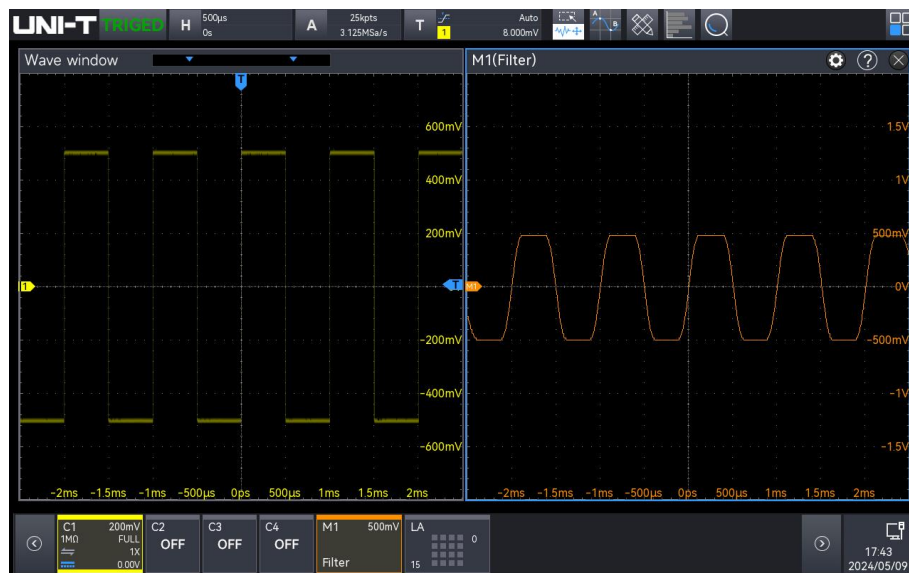 UNI-T TRIGED H 500µs 0s A 25kpts 3.125MSa/s T 1 Auto 8.000mV A B
Wave window
T
600mV
400mV
200mV
1
T
-200mV
-400mV
-600mV
-2ms -1.5ms -1ms -500µs 0ps 500µs 1ms 1.5ms 2ms
M1(Filter)
?
1.5V
1V
500mV
M1
0V
-500mV
-1V
-1.5V
-2ms -1.5ms -1ms -500µs 0ps 500µs 1ms 1.5ms 2ms
C1 200mV
1MΩ FULL
1X
0.00V
C2
OFF
C3
OFF
C4
OFF
M1 500mV
Filter
LA
0
15
17:43
2024/05/09